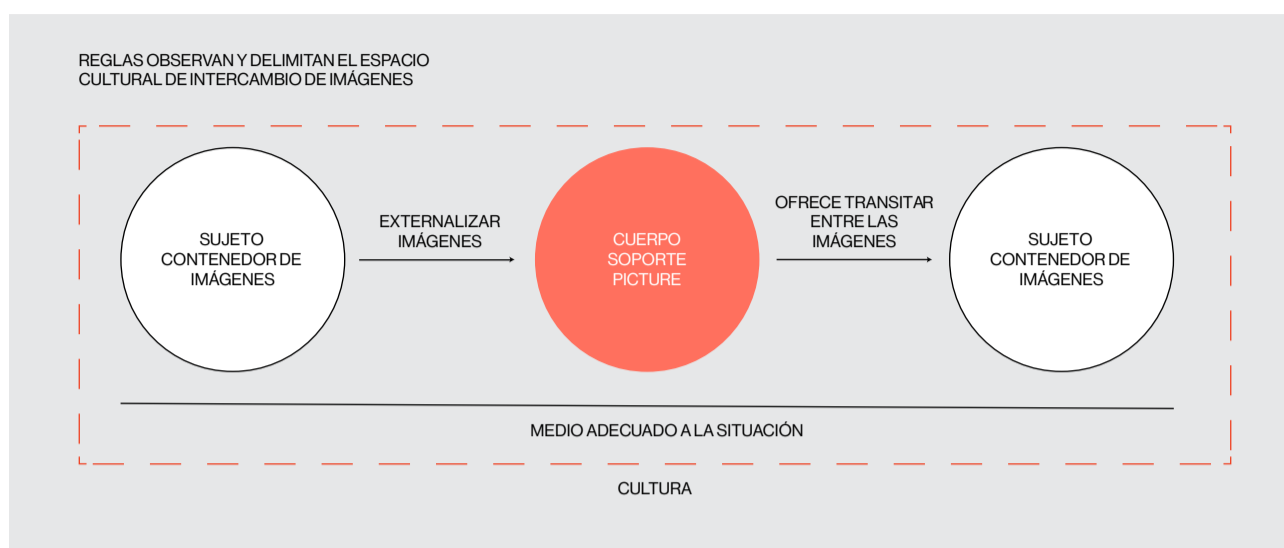 REGLAS OBSERVAN Y DELIMITAN EL ESPACIO
CULTURAL DE INTERCAMBIO DE IMÁGENES
SUJETO
CONTENEDOR DE
IMÁGENES
EXTERNALIZAR
IMÁGENES
CUERPO
SOPORTE
PICTURE
OFRECE TRANSITAR
ENTRE LAS
IMÁGENES
SUJETO
CONTENEDOR DE
IMÁGENES
MEDIO ADECUADO A LA SITUACIÓN
CULTURA